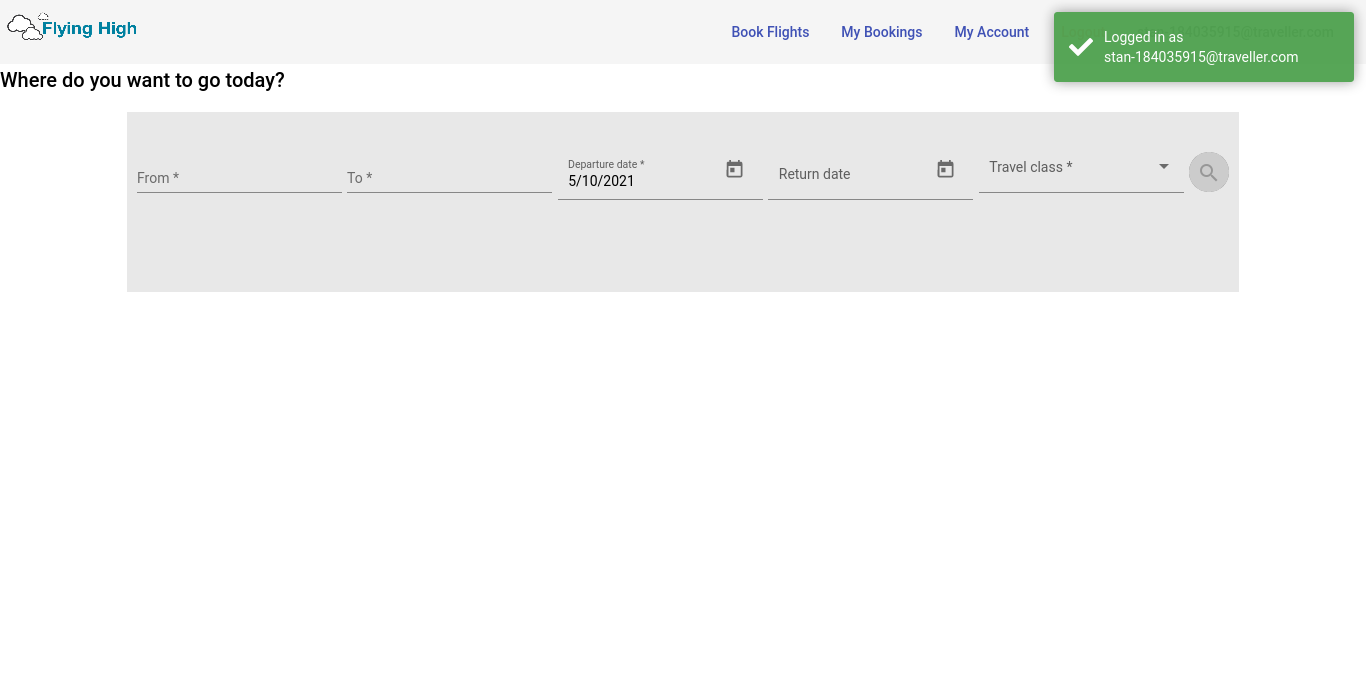 Flying High
Book Flights
My Bookings
My Account
Logged in as
stan-184035915@traveller.com
Where do you want to go today?
From *
To *
Departure date *
5/10/2021
Return date
Travel class *